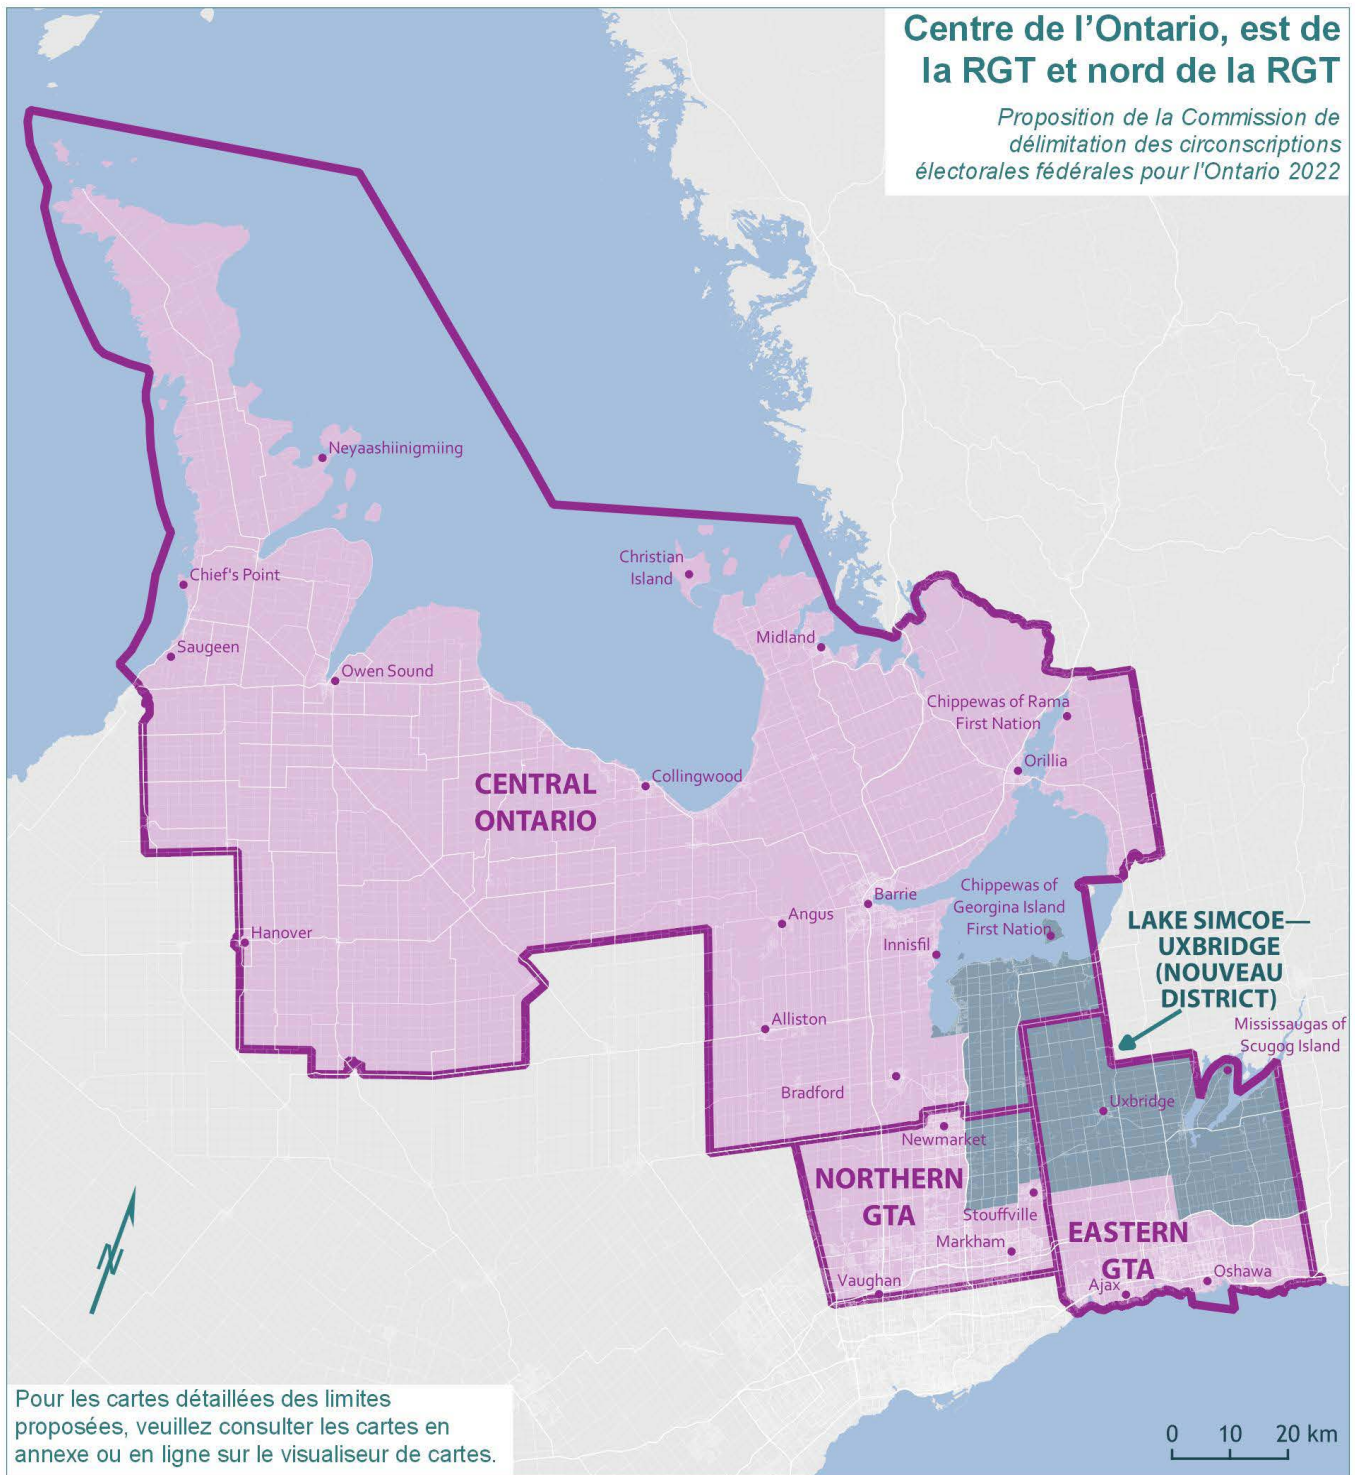 Centre de l’Ontario, est de
la RGT et nord de la RGT
Proposition de la Commission de
délimitation des circonscriptions
électorales fédérales pour l'Ontario 2022
Neyaashiinigmiing
Christian
Island
Chief's Point
Midland
Saugeen
Owen Sound
Chippewas of Rama
First Nation
Orillia
Collingwood
CENTRAL
ONTARIO
Barrie
Chippewas of
Georgina Island
First Nation
Angus
Innisfil
Hanover
LAKE SIMCOE—
UXBRIDGE
(NOUVEAU
DISTRICT)
Alliston
Mississaugas of
Scugog Island
Bradford
Uxbridge
Newmarket
NORTHERN
GTA
Stouffville
Markham
EASTERN
GTA
Vaughan
Ajax
Oshawa
N
Pour les cartes détaillées des limites
proposées, veuillez consulter les cartes en
annexe ou en ligne sur le visualiseur de cartes.
0 10 20 km